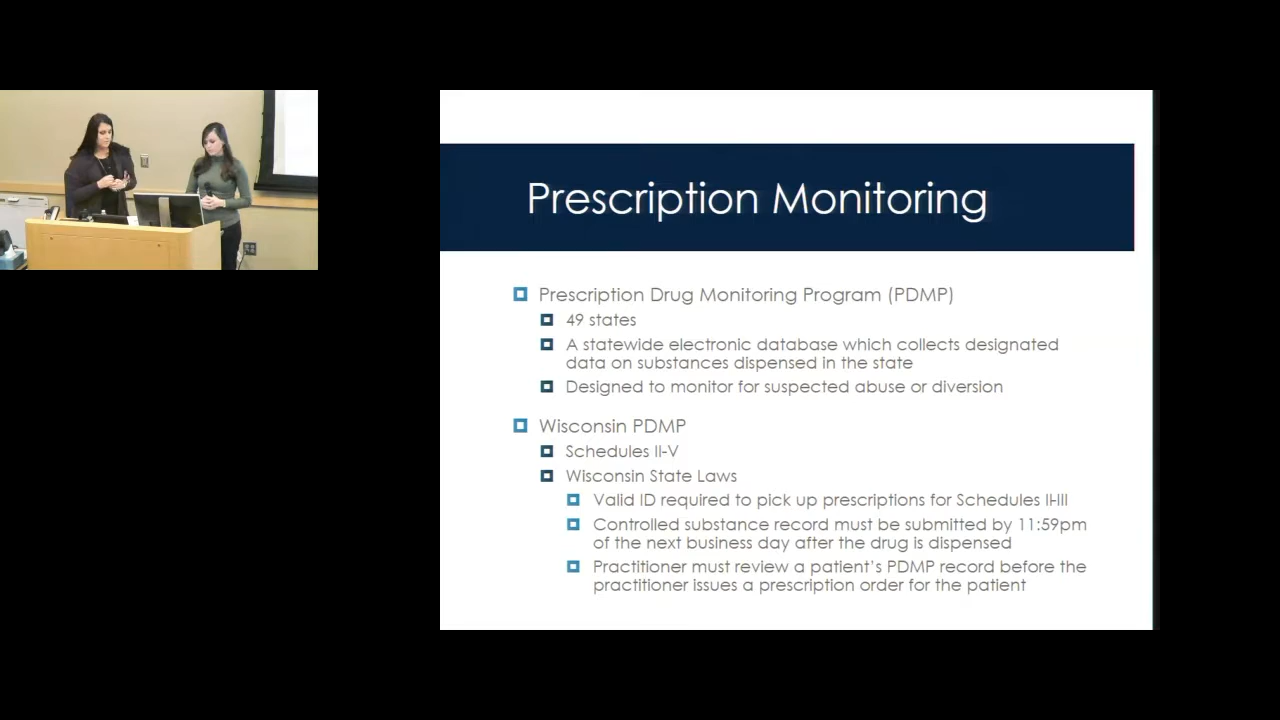 Prescription Monitoring
Prescription Drug Monitoring Program (PDMP)
49 states
A statewide electronic database which collects designated
data on substances dispensed in the state
Designed to monitor for suspected abuse or diversion
Wisconsin PDMP
Schedules II-V
Wisconsin State Laws
Valid ID required to pick up prescriptions for Schedules II-III
Controlled substance record must be submitted by 11:59pm
of the next business day after the drug is dispensed
Practitioner must review a patient's PDMP record before the
practitioner issues a prescription order for the patient